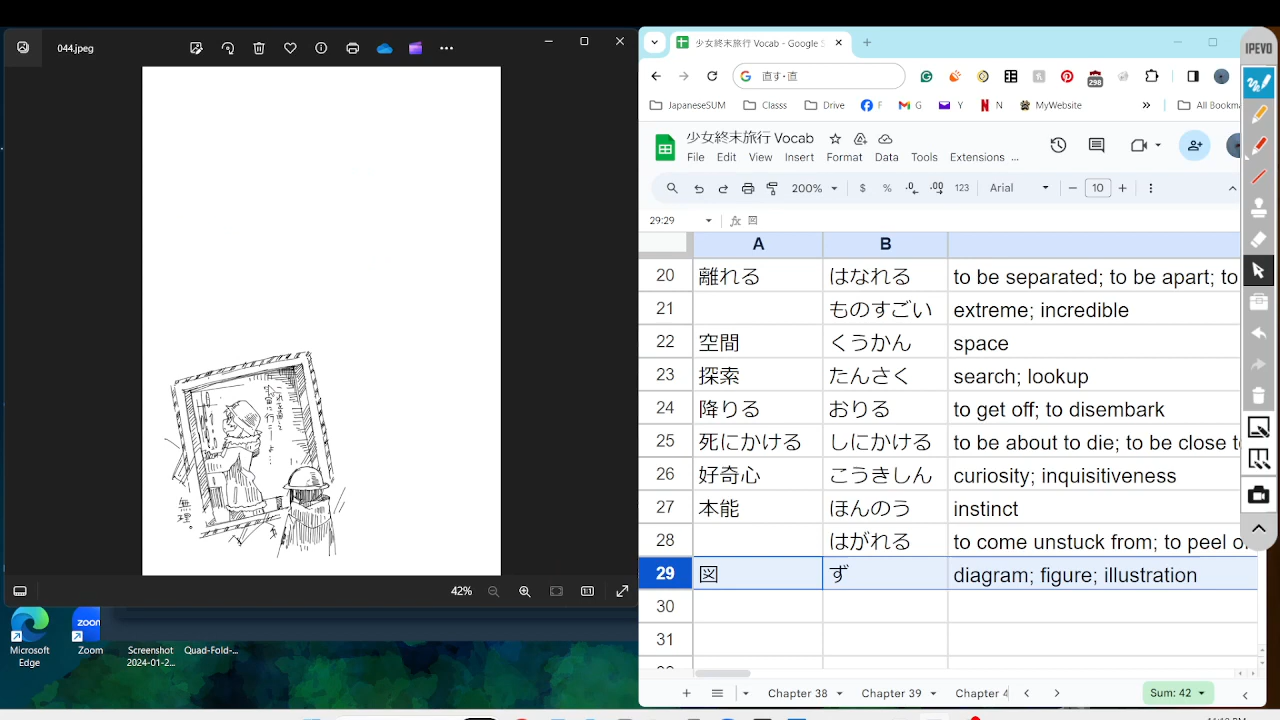 044.jpeg
少女終末旅行 Vocab - Google S
直す・直
IPEVO
298
JapaneseSUM
Classs
Drive
F
G
Y
N
MyWebsite
»
All Bookm
少女終末旅行 Vocab
File Edit View Insert Format Data Tools Extensions ...
200% $ % .0 .00 123 Arial 10
29:29 fx 図
A B
20 離れる はなれる to be separated; to be apart; to
21 ものすごい extreme; incredible
22 空間 くうかん space
23 探索 たんさく search; lookup
24 降りる おりる to get off; to disembark
25 死にかける しにかける to be about to die; to be close to
26 好奇心 こうきしん curiosity; inquisitiveness
27 本能 ほんのう instinct
28 はがれる to come unstuck from; to peel o
29 図 ず diagram; figure; illustration
30
31
無理。
42%
1:1
Microsoft Edge
zoom
Zoom
Screenshot 2024-01-2...
Quad-Fold-...
+ Chapter 38 Chapter 39 Chapter 4 Sum: 42